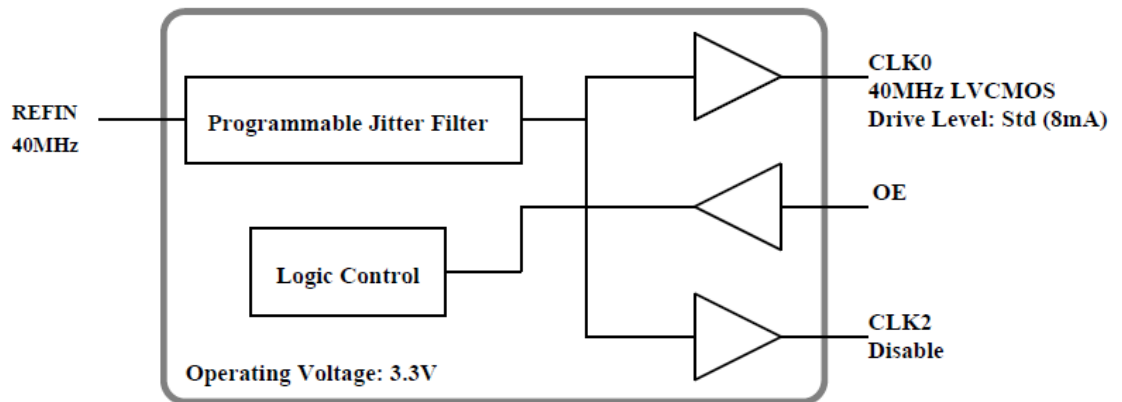 REFIN
40MHz
Programmable Jitter Filter
Logic Control
Operating Voltage: 3.3V
CLK0
40MHz LVCMOS
Drive Level: Std (8mA)
OE
CLK2
Disable